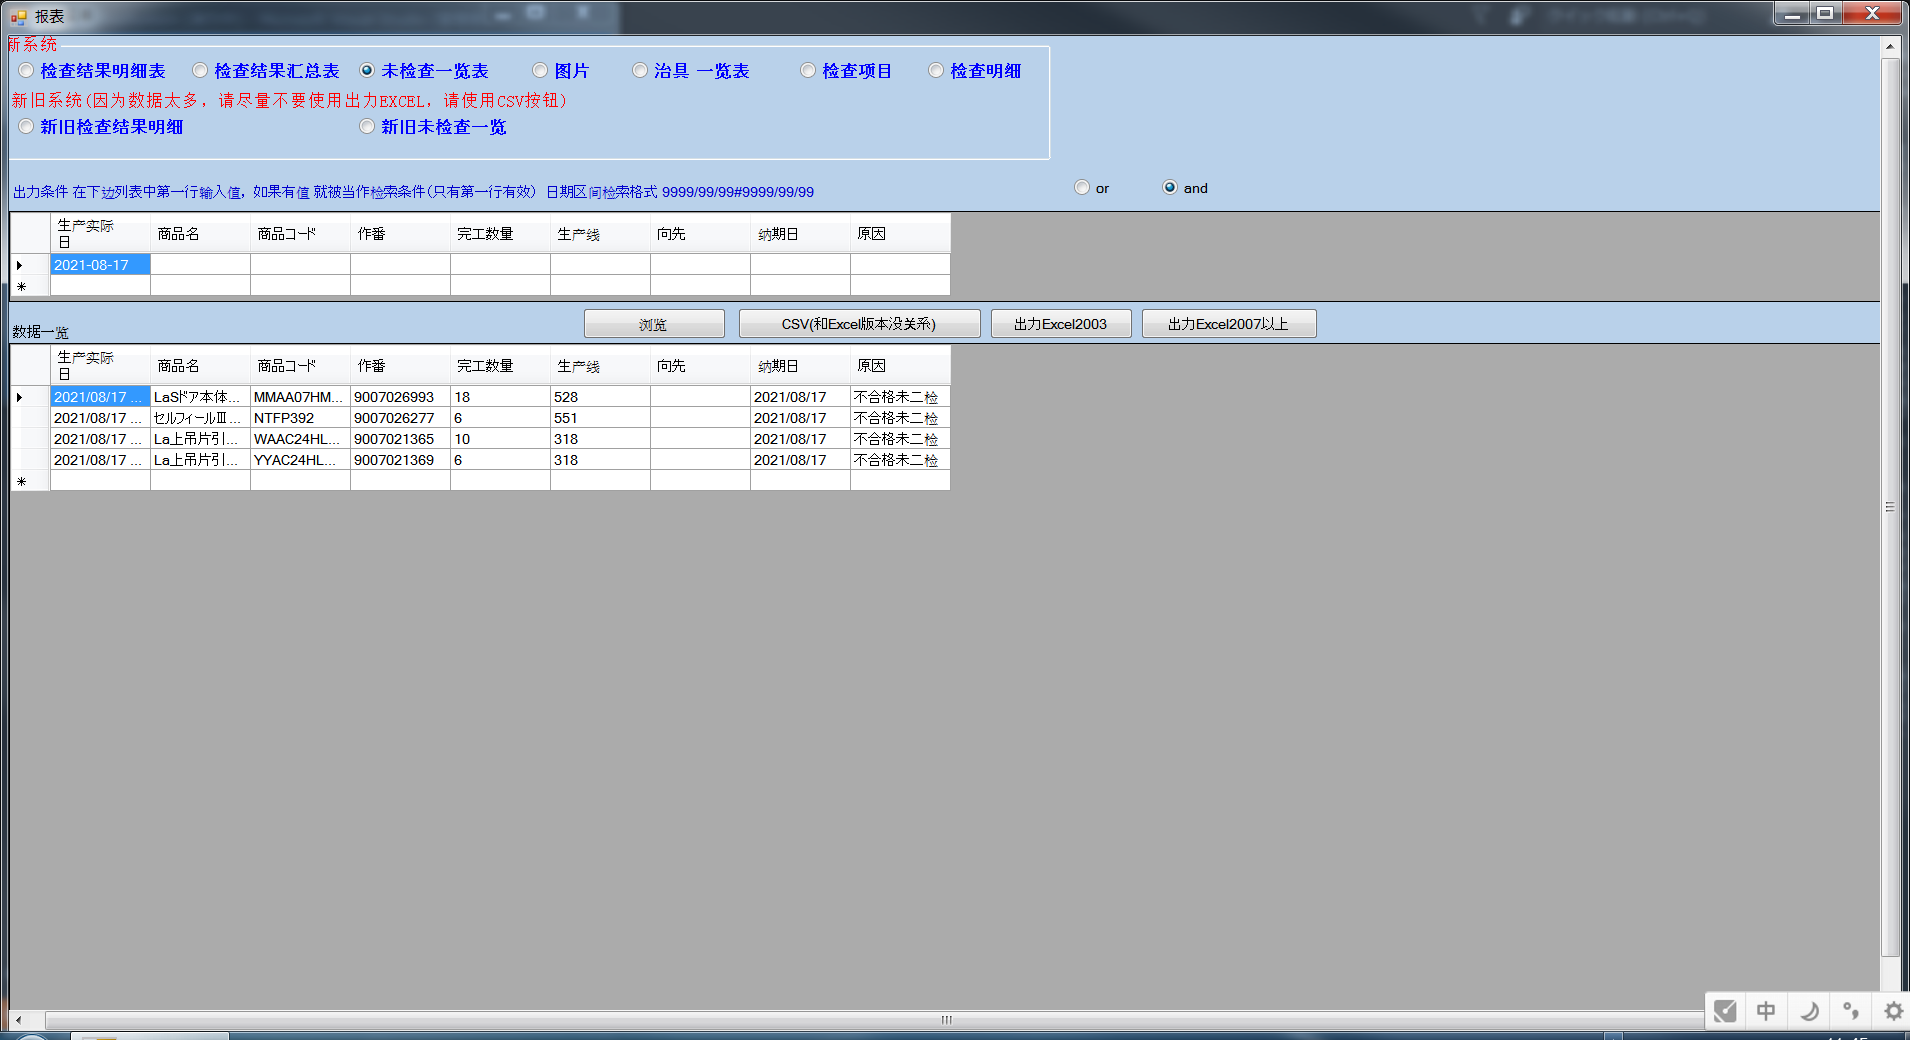 报表
新系统
检查结果明细表 检查结果汇总表 未检查一览表 图片 治具 一览表 检查项目 检查明细
新旧系统(因为数据太多，请尽量不要使用出力EXCEL，请使用CSV按钮)
新旧检查结果明细 新旧未检查一览
出力条件 在下边列表中第一行输入值，如果有值 就被当作检索条件(只有第一行有效) 日期区间检索格式 9999/99/99#9999/99/99 or and
生产实际日 商品名 商品コード 作番 完工数量 生产线 向先 纳期日 原因
2021-08-17
数据一览 浏览 CSV(和Excel版本没关系) 出力Excel2003 出力Excel2007以上
生产实际日 商品名 商品コード 作番 完工数量 生产线 向先 纳期日 原因
2021/08/17 ... LaSドア本体... MMAA07HM... 9007026993 18 528 2021/08/17 不合格未二检
2021/08/17 ... セルフィールⅢ... NTFP392 9007026277 6 551 2021/08/17 不合格未二检
2021/08/17 ... La上吊片引... WAAC24HL... 9007021365 10 318 2021/08/17 不合格未二检
2021/08/17 ... La上吊片引... YYAC24HL... 9007021369 6 318 2021/08/17 不合格未二检
中